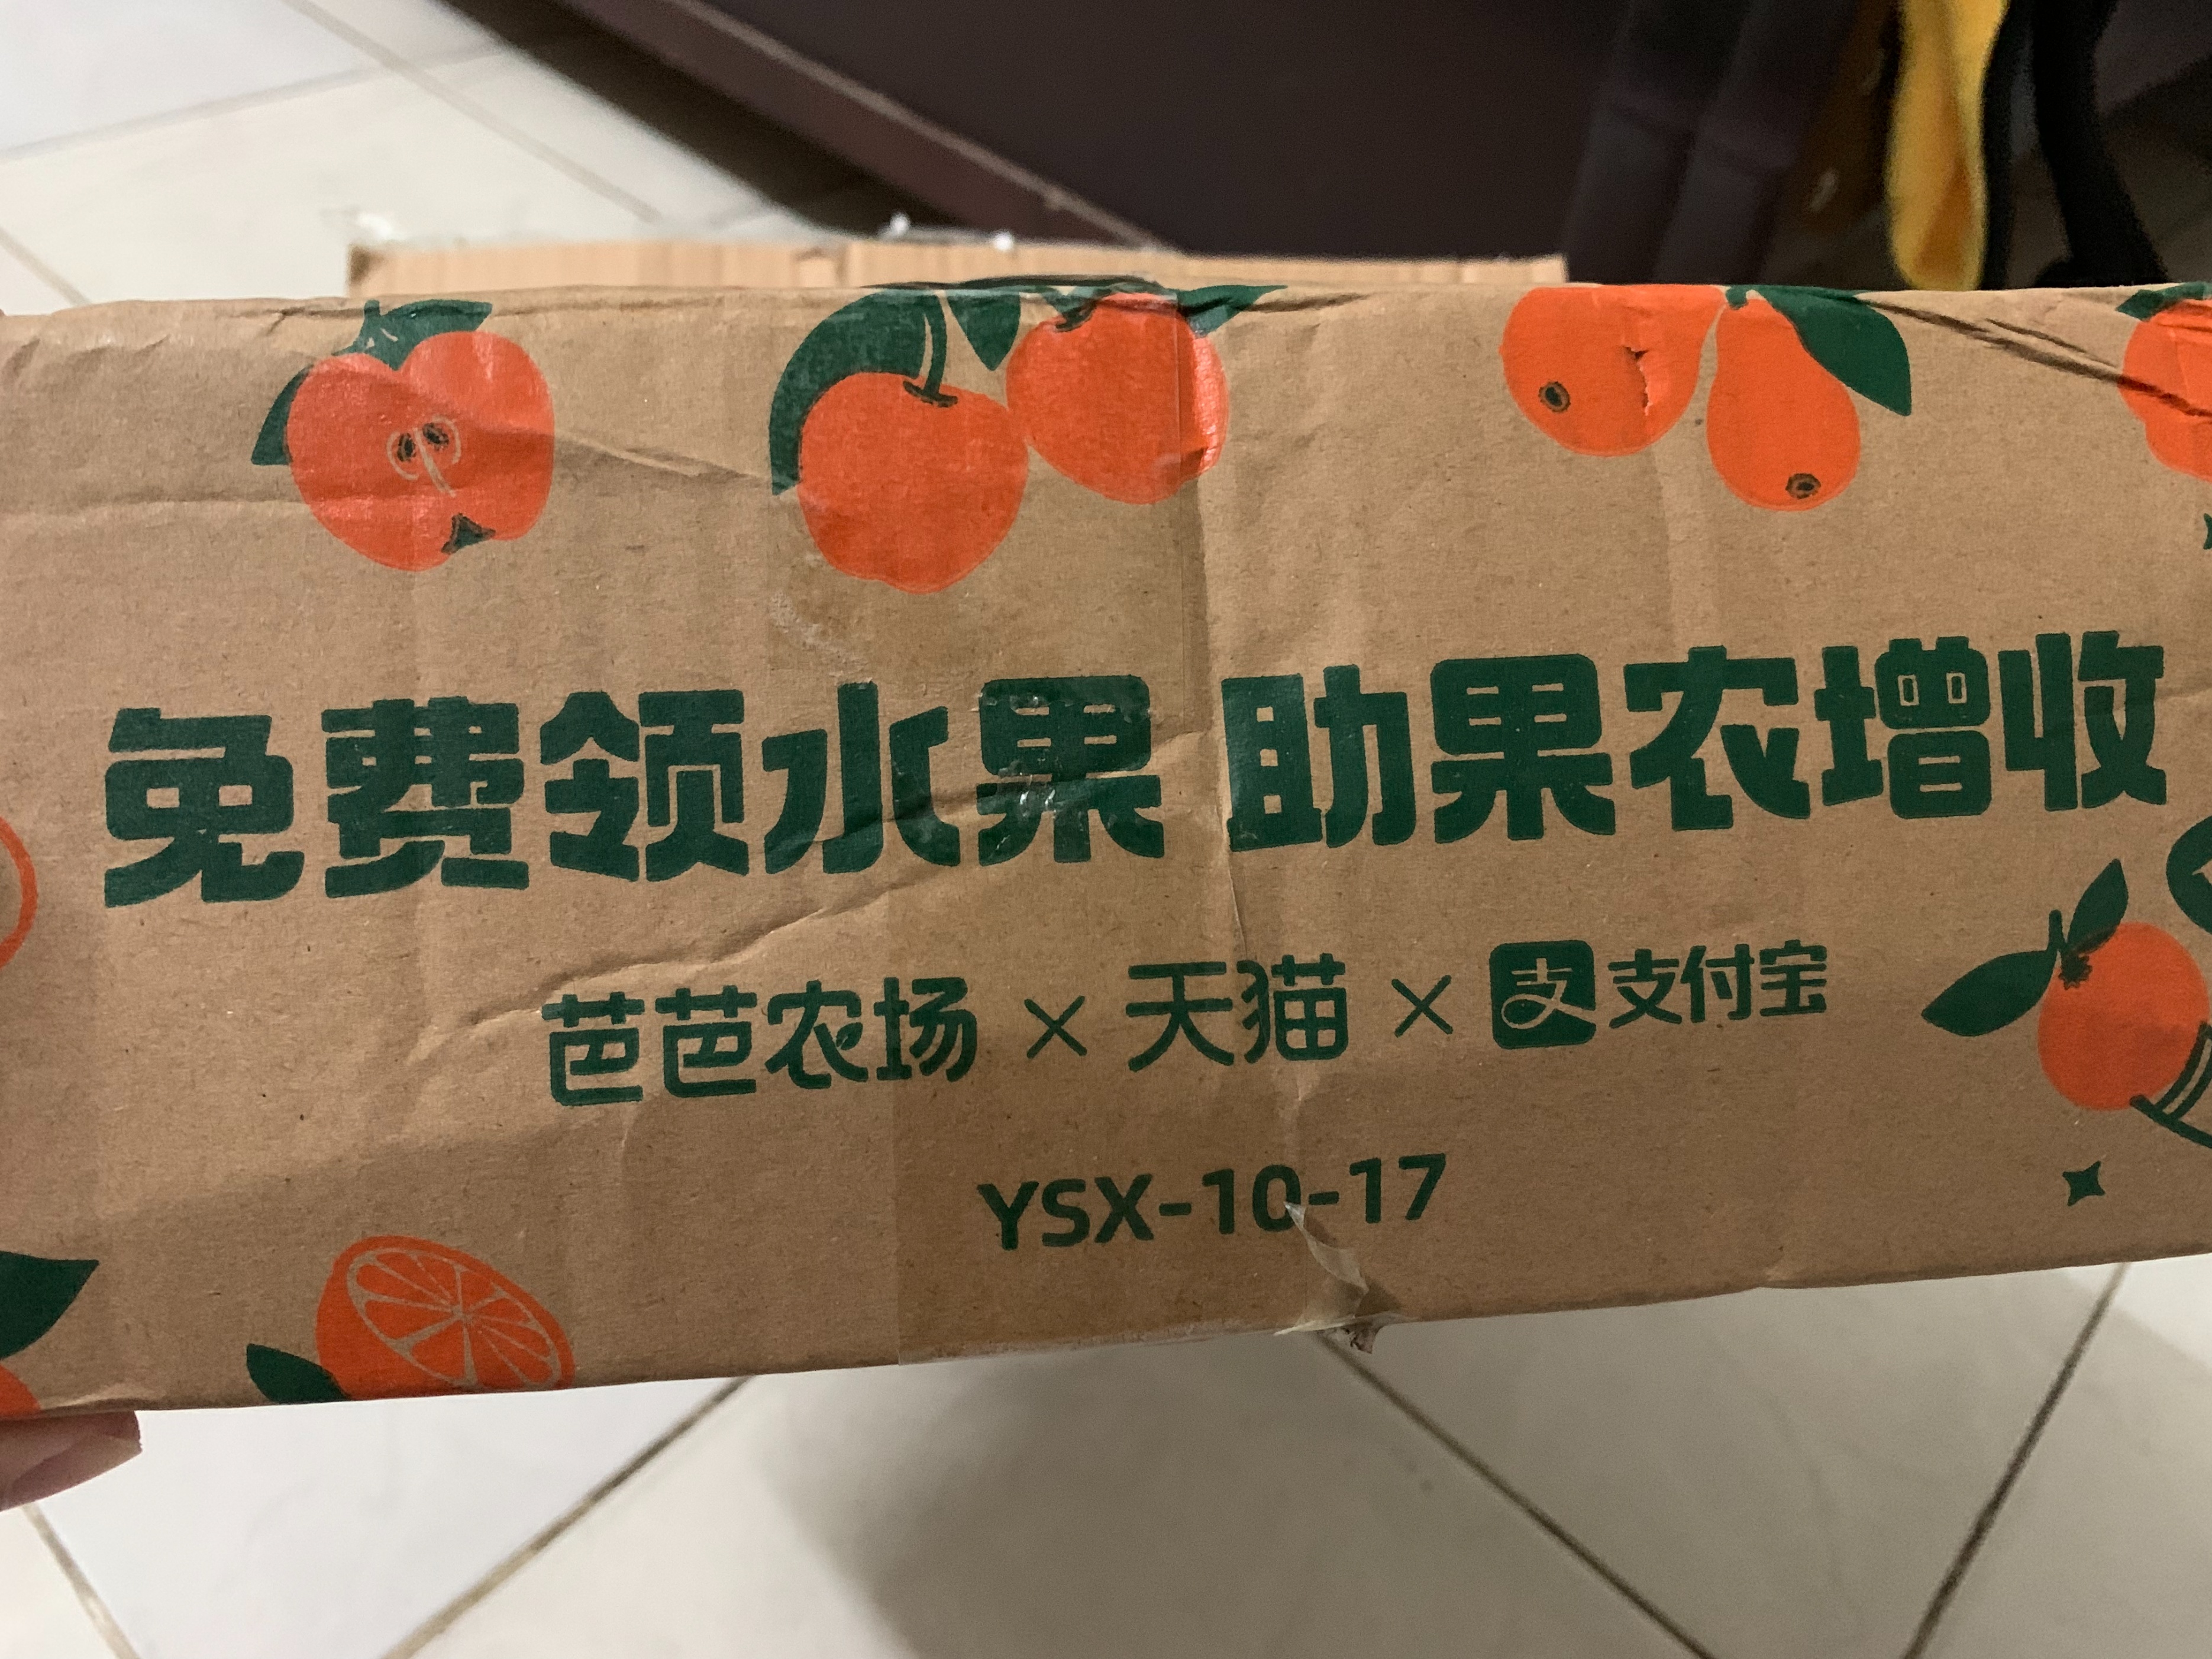 免费领水果 助果农增收
芭芭农场 × 天猫 × 支 支付宝
YSX-10-17